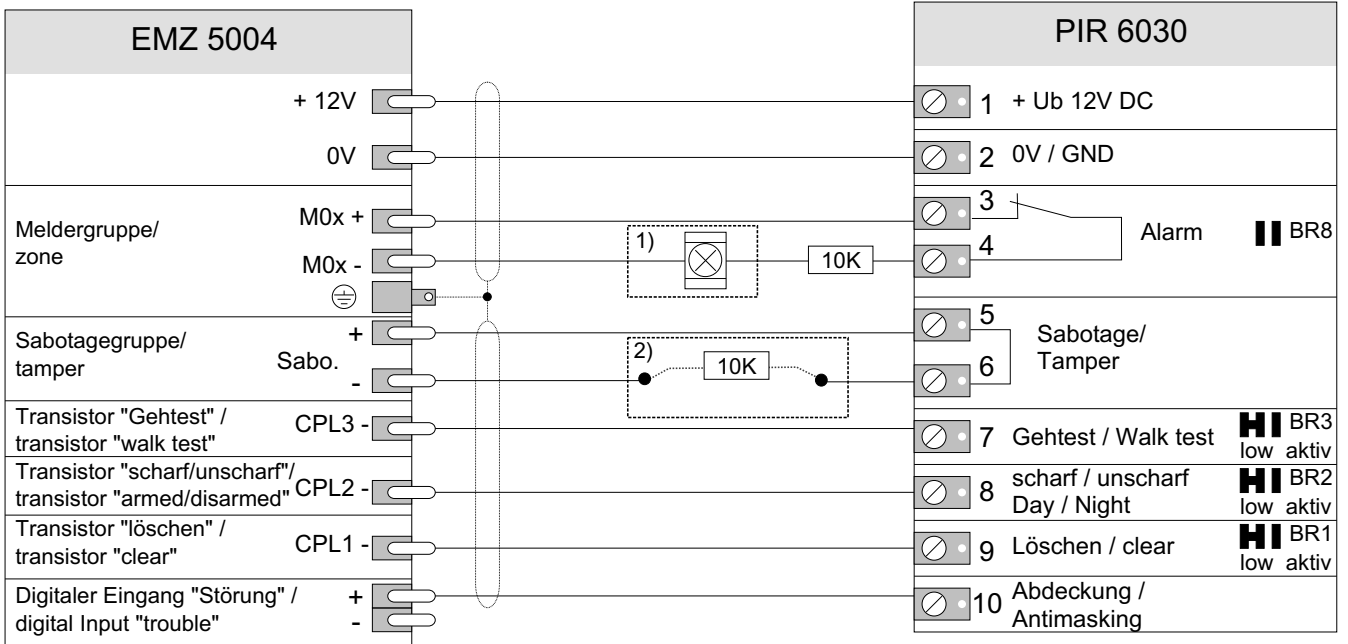 EMZ 5004
+ 12V
0V
Meldergruppe/
zone
M0x +
M0x -
Sabotagegruppe/
tamper
+
Sabo.
-
Transistor "Gehtest" /
transistor "walk test"
CPL3 -
Transistor "scharf/unscharf"/
transistor "armed/disarmed"
CPL2 -
Transistor "löschen" /
transistor "clear"
CPL1 -
Digitaler Eingang "Störung" /
digital Input "trouble"
+
-
1)
10K
2)
10K
PIR 6030
1 + Ub 12V DC
2 0V / GND
3
4
Alarm
BR8
5
6
Sabotage/
Tamper
7 Gehtest / Walk test
BR3
low aktiv
8
scharf / unscharf
Day / Night
BR2
low aktiv
9 Löschen / clear
BR1
low aktiv
10
Abdeckung /
Antimasking